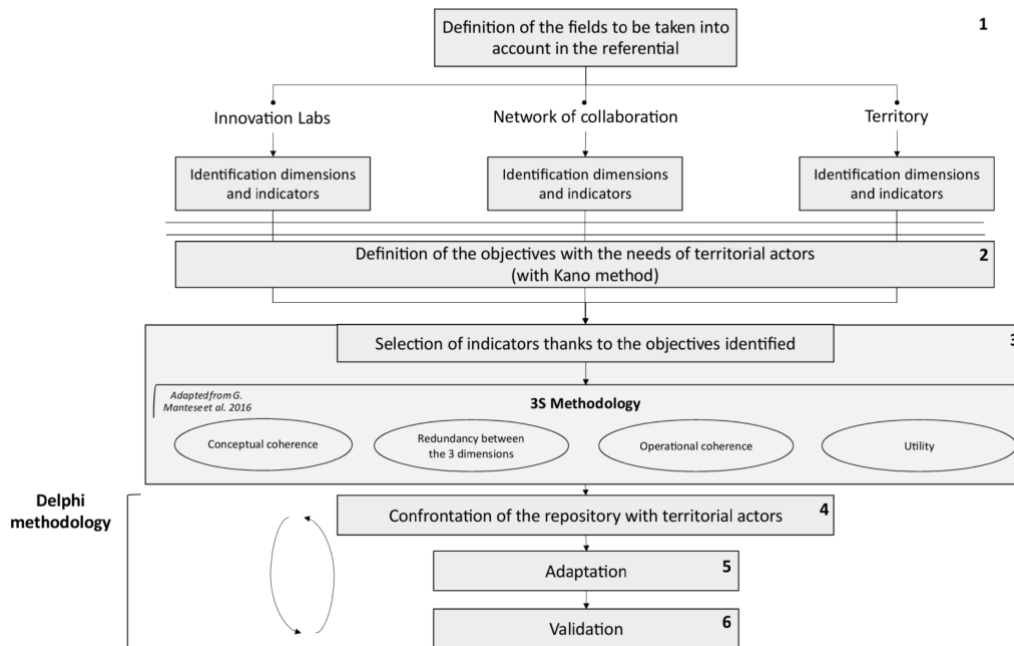 Definition of the fields to be taken into
account in the referential
1
Innovation Labs
Network of collaboration
Territory
Identification dimensions
and indicators
Identification dimensions
and indicators
Identification dimensions
and indicators
Definition of the objectives with the needs of territorial actors
(with Kano method)
2
Selection of indicators thanks to the objectives identified
3
Adapted from G.
Mantese et al. 2016
3S Methodology
Conceptual coherence
Redundancy between
the 3 dimensions
Operational coherence
Utility
Delphi
methodology
Confrontation of the repository with territorial actors
4
Adaptation
5
Validation
6